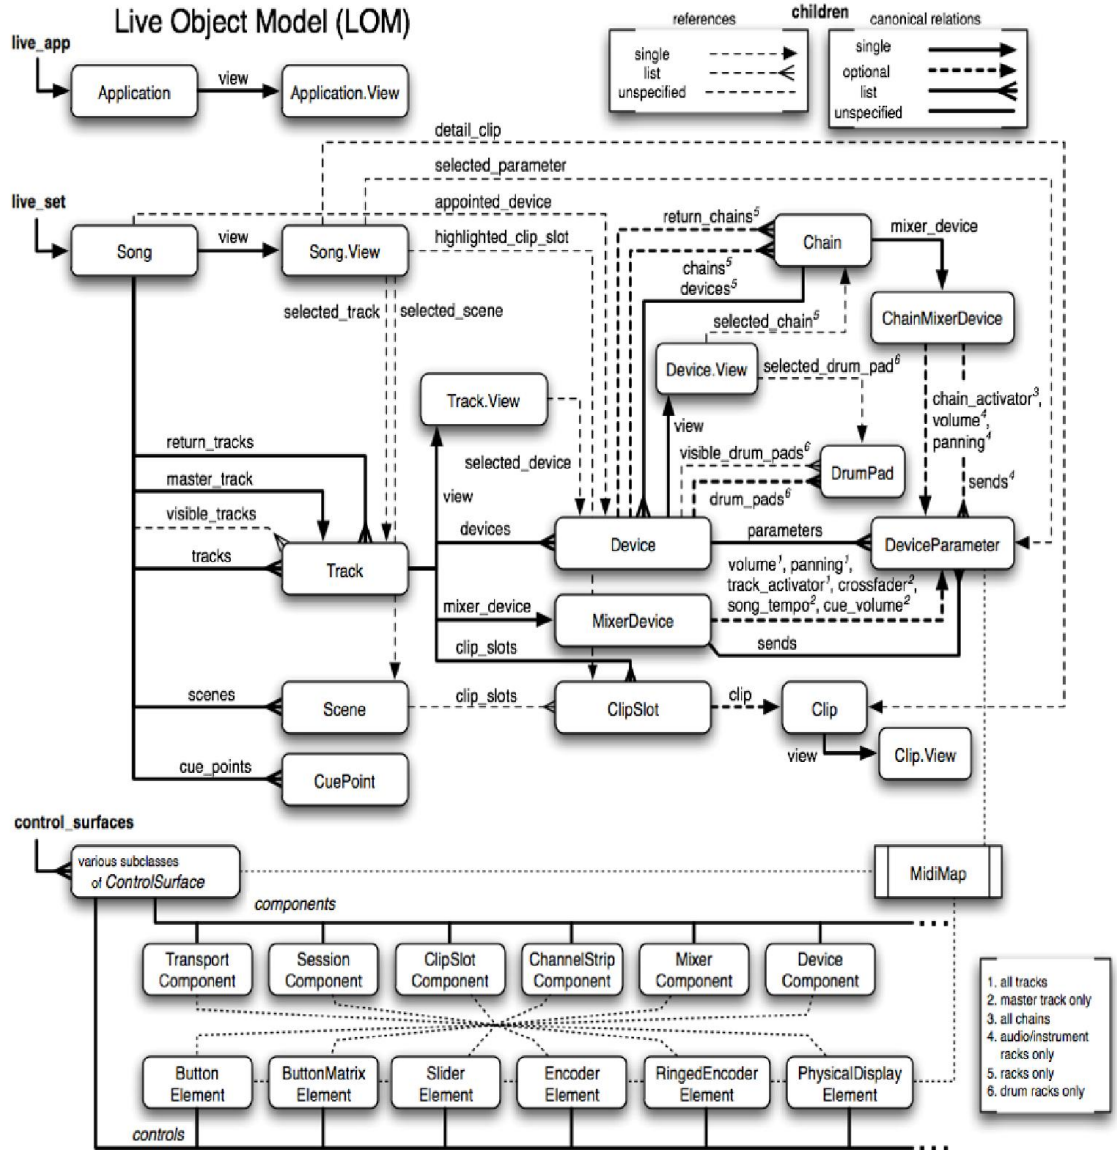 Live Object Model (LOM)
children
references
canonical relations
single
list
unspecified
single
optional
list
unspecified
live_app
Application
view
Application.View
detail_clip
selected_parameter
live_set
appointed_device
Song
view
Song.View
highlighted_clip_slot
return_chains⁵
Chain
mixer_device
chains⁵
devices⁵
selected_track
selected_scene
ChainMixerDevice
selected_chain⁵
Device.View
selected_drum_pad⁶
Track.View
chain_activator³,
volume⁴,
panning⁴
view
return_tracks
selected_device
visible_drum_pads⁶
DrumPad
master_track
view
drum_pads⁶
sends⁴
visible_tracks
devices
Device
parameters
DeviceParameter
tracks
Track
volume¹, panning¹,
track_activator¹, crossfader²,
song_tempo², cue_volume²
mixer_device
MixerDevice
clip_slots
sends
scenes
Scene
clip_slots
ClipSlot
clip
Clip
view
Clip.View
cue_points
CuePoint
control_surfaces
various subclasses
of ControlSurface
MidiMap
components
Transport
Component
Session
Component
ClipSlot
Component
ChannelStrip
Component
Mixer
Component
Device
Component
Button
Element
ButtonMatrix
Element
Slider
Element
Encoder
Element
RingedEncoder
Element
PhysicalDisplay
Element
controls
1. all tracks
2. master track only
3. all chains
4. audio/instrument
racks only
5. racks only
6. drum racks only